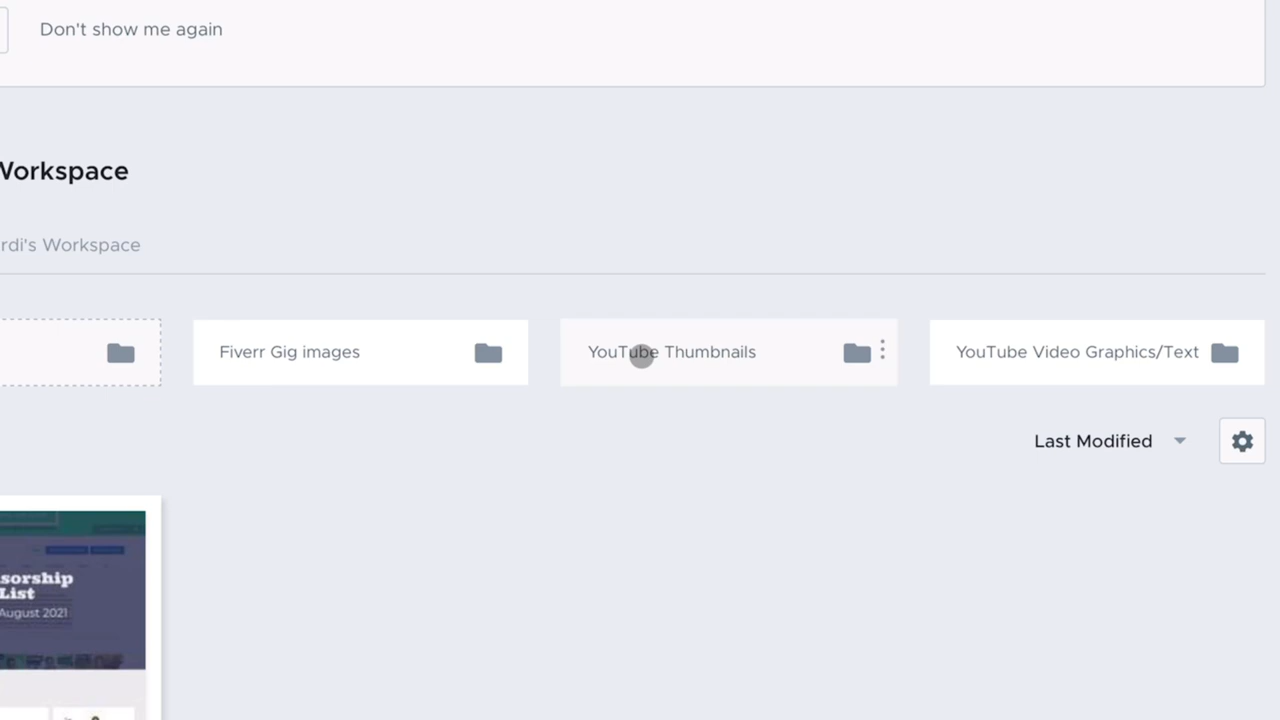 Don't show me again
Workspace
rdi's Workspace
Fiverr Gig images
YouTube Thumbnails
YouTube Video Graphics/Text
Last Modified
sorship
List
August 2021